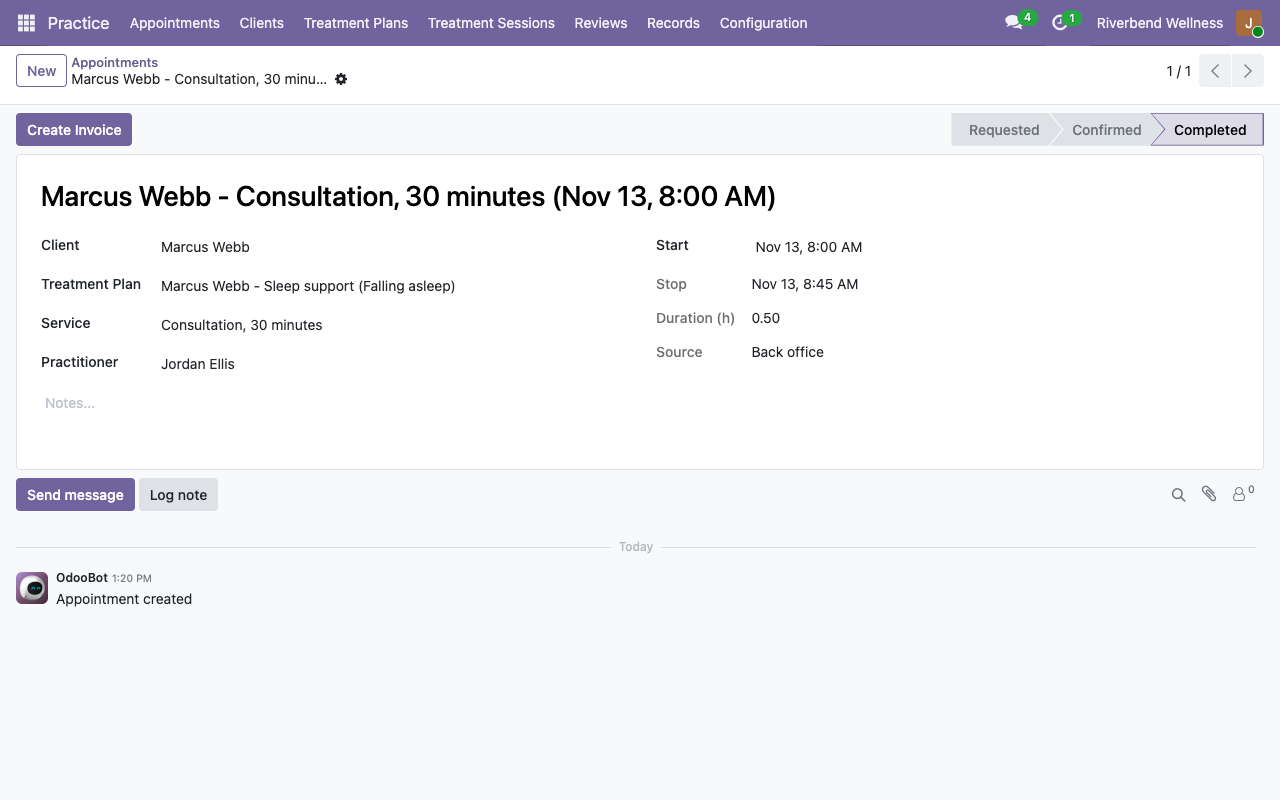 Practice Appointments Clients Treatment Plans Treatment Sessions Reviews Records Configuration 4 1 Riverbend Wellness J
New Appointments
Marcus Webb - Consultation, 30 minu... 1 / 1
Create Invoice Requested Confirmed Completed
Marcus Webb - Consultation, 30 minutes (Nov 13, 8:00 AM)
Client Marcus Webb
Treatment Plan Marcus Webb - Sleep support (Falling asleep)
Service Consultation, 30 minutes
Practitioner Jordan Ellis
Start Nov 13, 8:00 AM
Stop Nov 13, 8:45 AM
Duration (h) 0.50
Source Back office
Notes...
Send message Log note 0
Today
OdooBot 1:20 PM
Appointment created